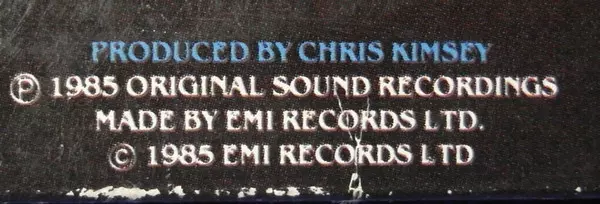 PRODUCED BY CHRIS KIMSEY
Ⓟ 1985 ORIGINAL SOUND RECORDINGS
MADE BY EMI RECORDS LTD.
© 1985 EMI RECORDS LTD